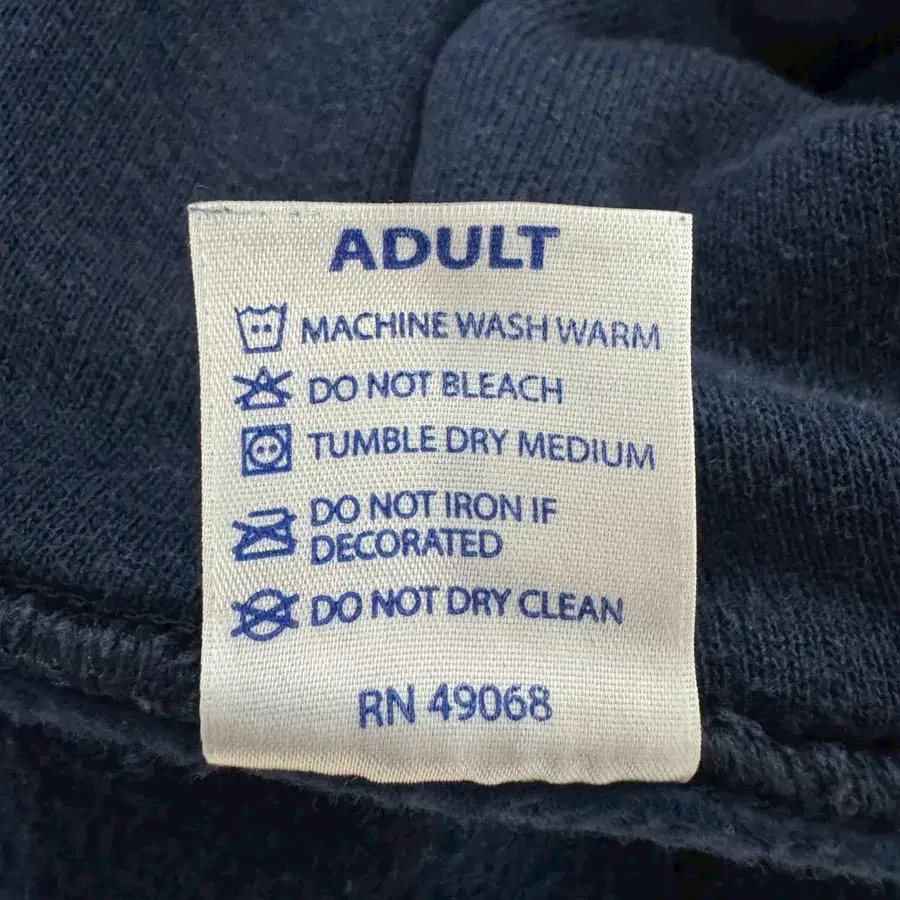 ADULT
MACHINE WASH WARM
DO NOT BLEACH
TUMBLE DRY MEDIUM
DO NOT IRON IF
DECORATED
DO NOT DRY CLEAN
RN 49068